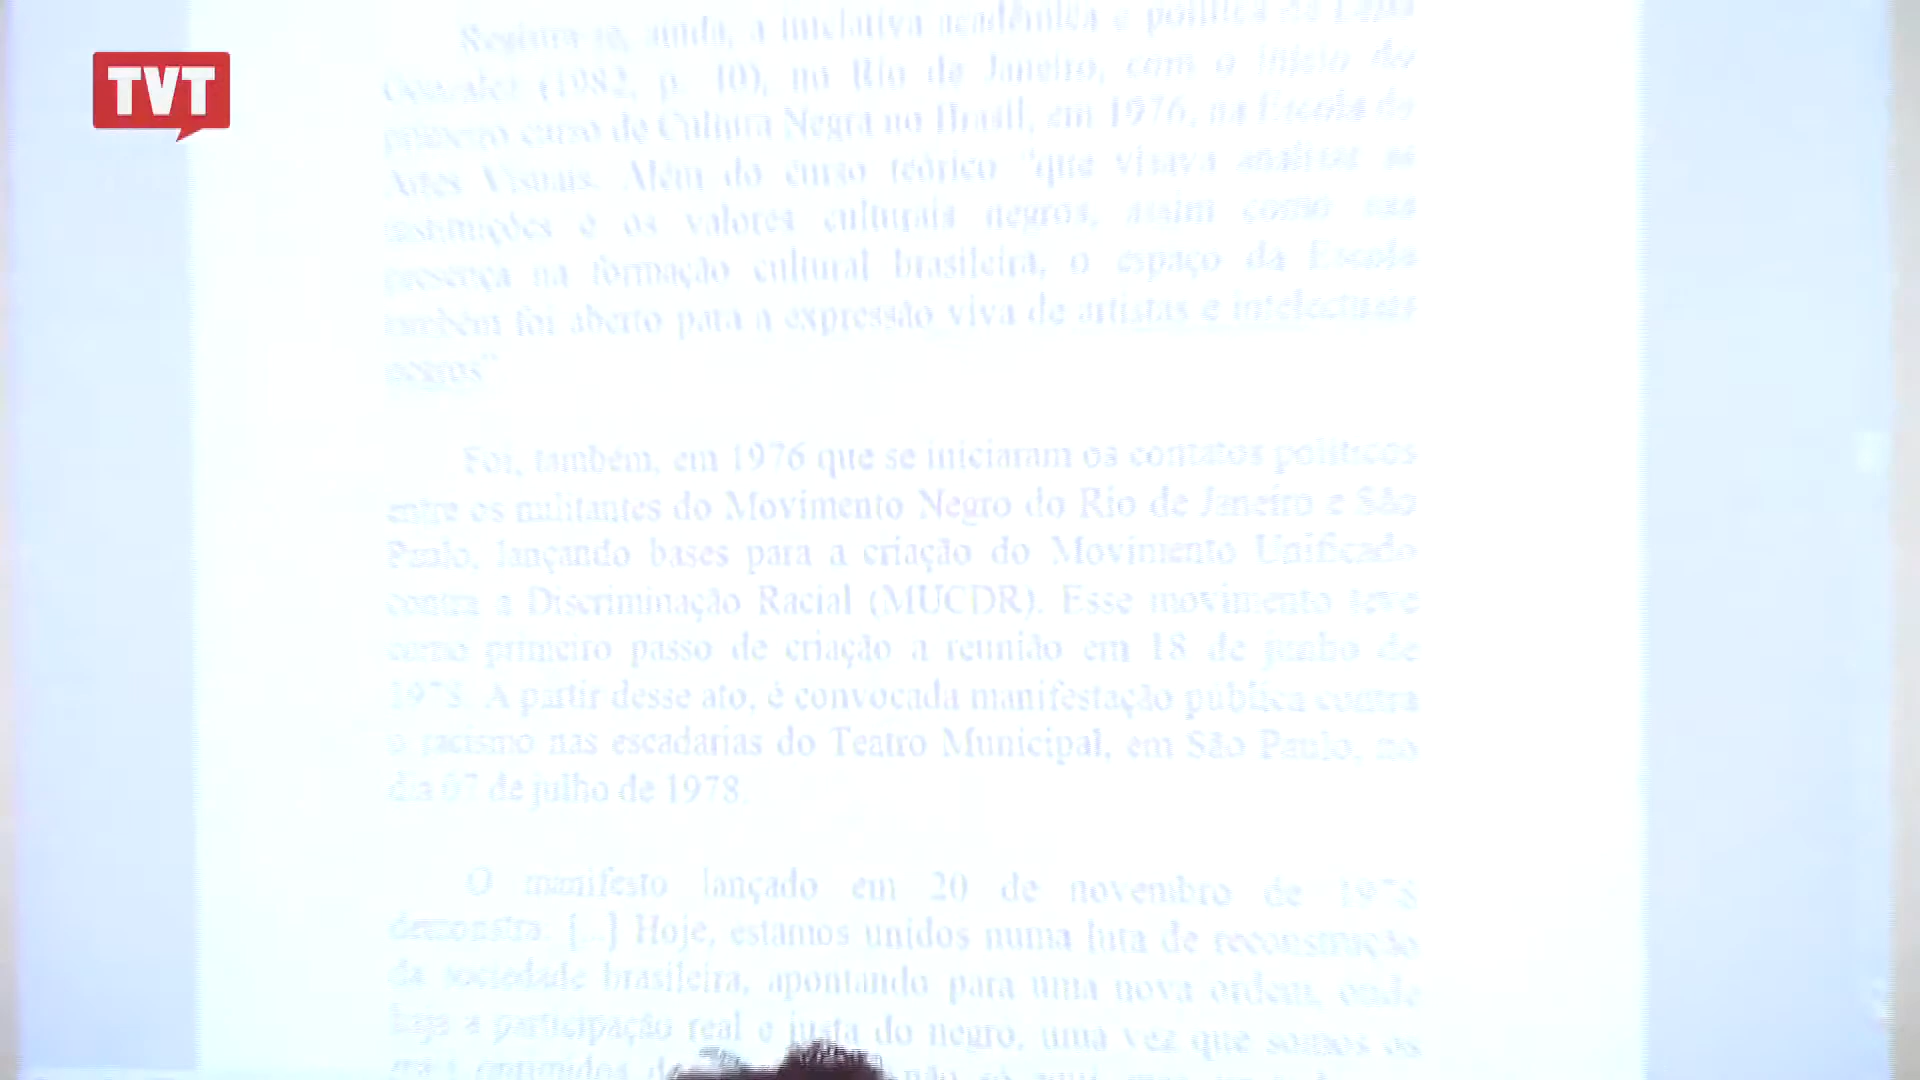 TVT
Registra-se, ainda, a iniciativa acadêmica e política de Lélia
Gonzalez (1982, p. 10), no Rio de Janeiro, com o início do
primeiro curso de Cultura Negra no Brasil, em 1976, na Escola de
Artes Visuais. Além do curso teórico "que visava analisar as
instituições e os valores culturais negros, assim como sua
presença na formação cultural brasileira, o espaço da Escola
também foi aberto para a expressão viva de artistas e intelectuais
negros"
Foi, também, em 1976 que se iniciaram os contatos políticos
entre os militantes do Movimento Negro do Rio de Janeiro e São
Paulo, lançando bases para a criação do Movimento Unificado
contra a Discriminação Racial (MUCDR). Esse movimento teve
como primeiro passo de criação a reunião em 18 de junho de
1978. A partir desse ato, é convocada manifestação pública contra
o racismo nas escadarias do Teatro Municipal, em São Paulo, no
dia 07 de julho de 1978.
O manifesto lançado em 20 de novembro de 1978
demonstra: [...] Hoje, estamos unidos numa luta de reconstrução
da sociedade brasileira, apontando para uma nova ordem, onde
haja a participação real e justa do negro, uma vez que somos os
mais oprimidos